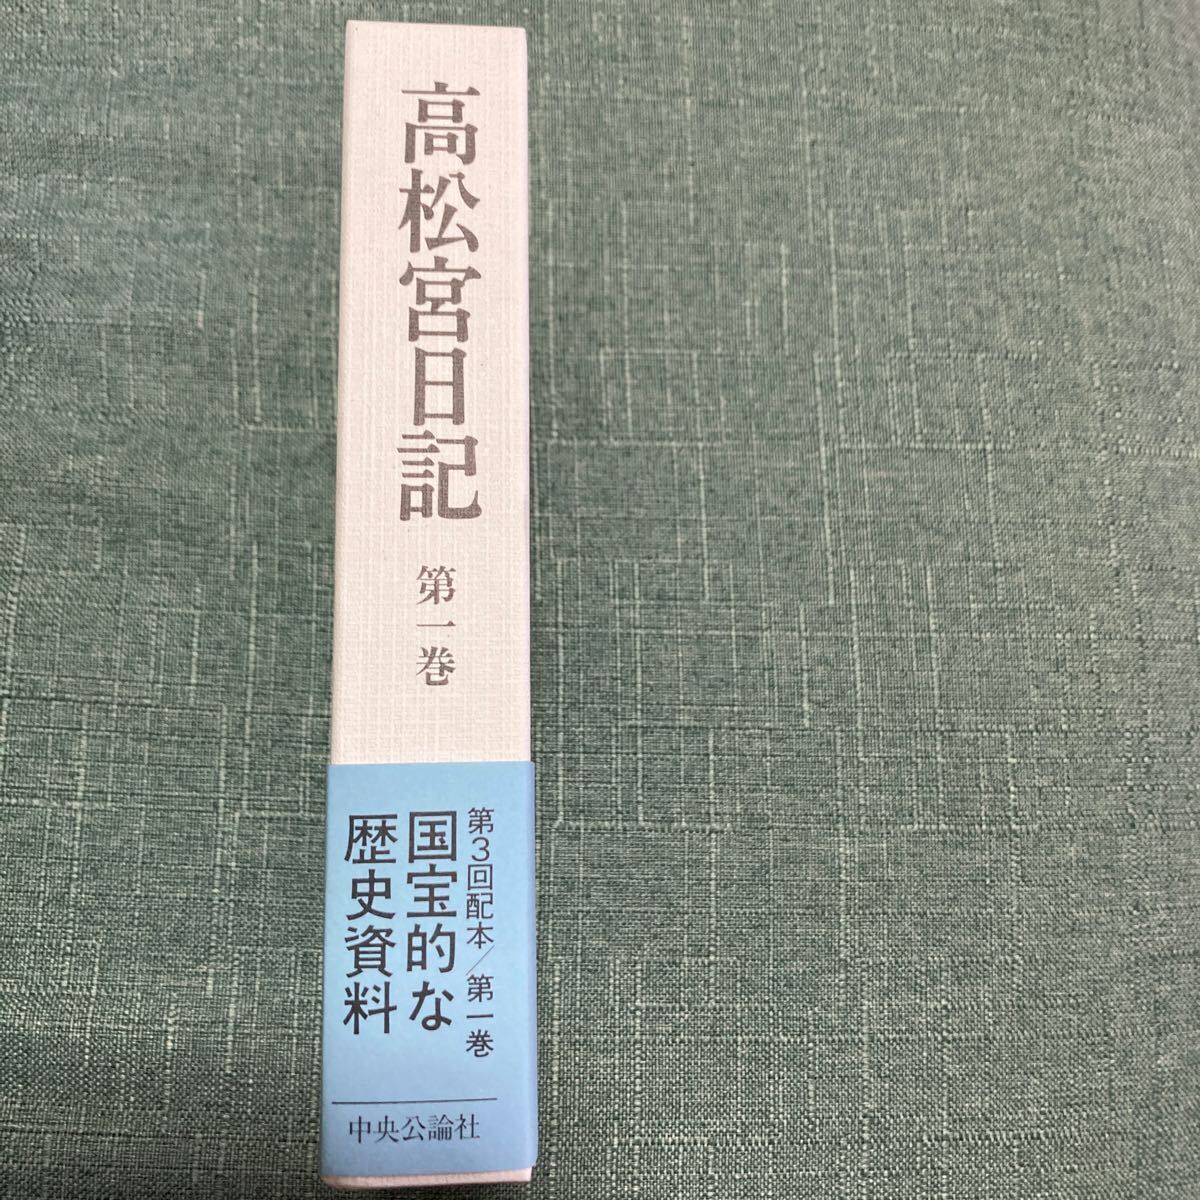 高松宮日記
第一巻
第3回配本/第一巻
国宝的な
歴史資料
中央公論社